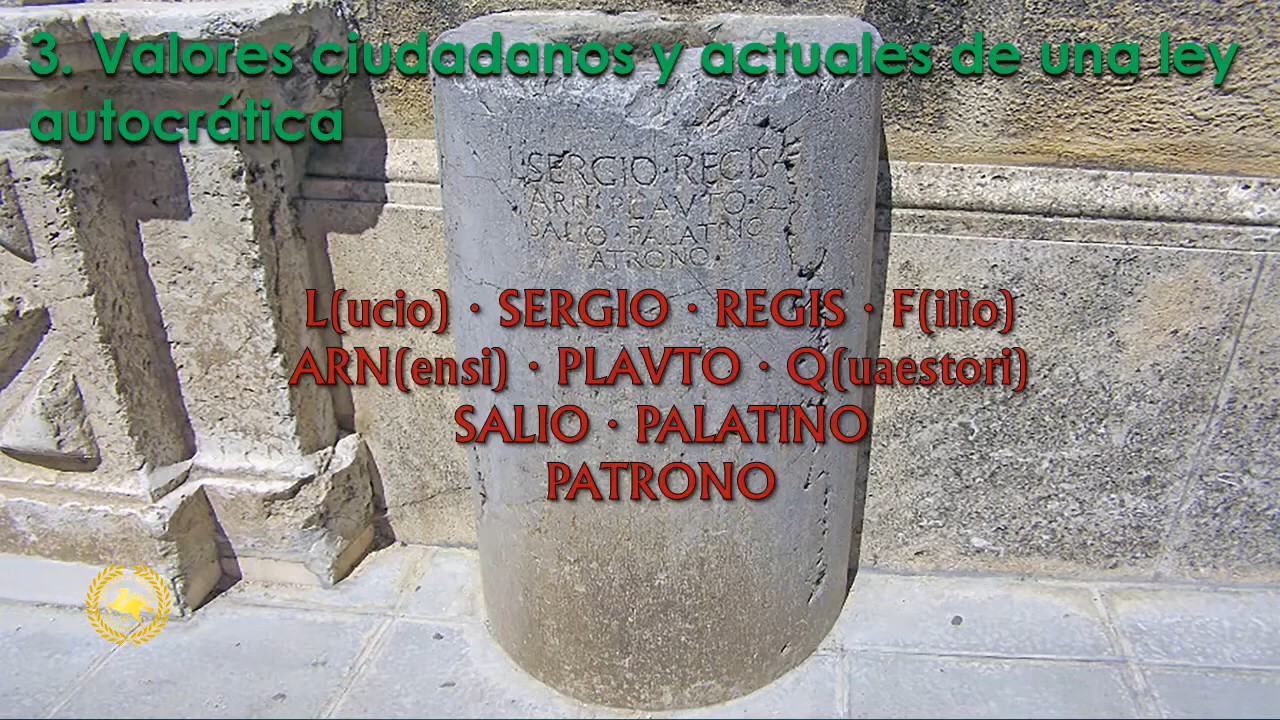 3. Valores ciudadanos y actuales de una ley
autocrática
SERGIO · REGIS
ARN · PLAVTO · Q
SALIO · PALATINO
PATRONO
L(ucio) · SERGIO · REGIS · F(ilio)
ARN(ensi) · PLAVTO · Q(uaestori)
SALIO · PALATINO
PATRONO